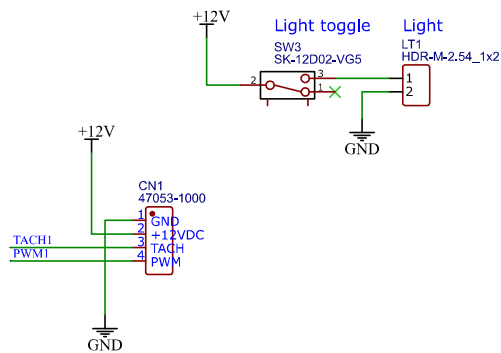 +12V
Light toggle
Light
SW3
SK-12D02-VG5
LT1
HDR-M-2.54_1x2
2
3
1
1
2
GND
+12V
CN1
47053-1000
1
GND
2
+12VDC
TACH1
3
TACH
PWM1
4
PWM
GND